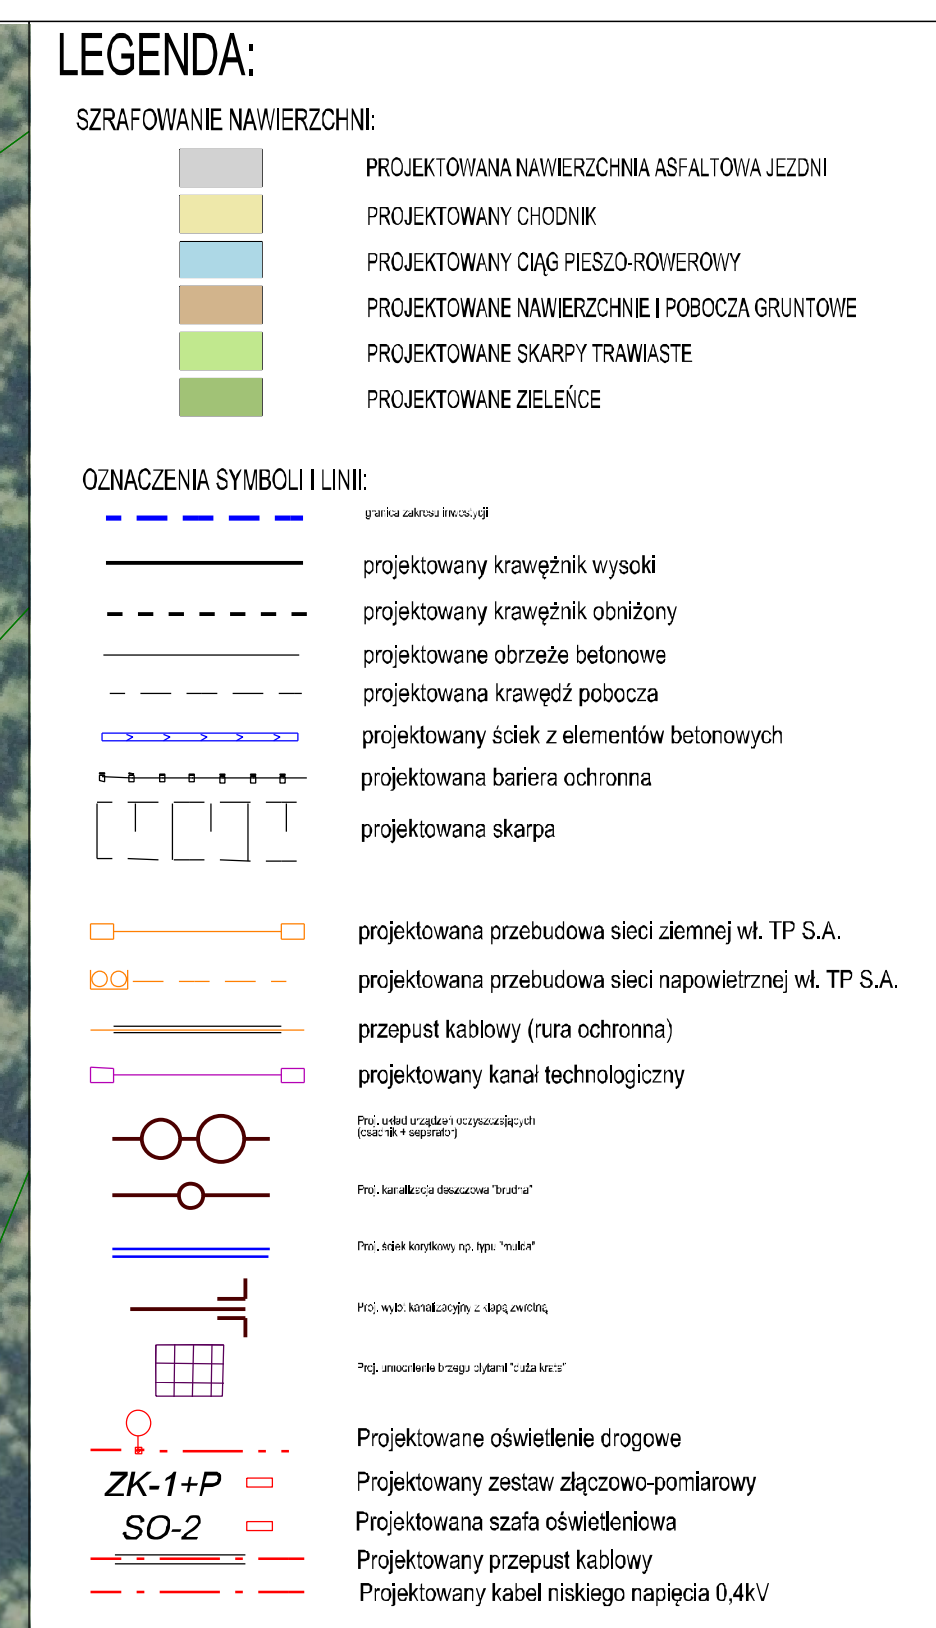 LEGENDA:
SZRAFOWANIE NAWIERZCHNI:
PROJEKTOWANA NAWIERZCHNIA ASFALTOWA JEZDNI
PROJEKTOWANY CHODNIK
PROJEKTOWANY CIĄG PIESZO-ROWEROWY
PROJEKTOWANE NAWIERZCHNIE I POBOCZA GRUNTOWE
PROJEKTOWANE SKARPY TRAWIASTE
PROJEKTOWANE ZIELEŃCE
OZNACZENIA SYMBOLI I LINII:
granica zakresu inwestycji
projektowany krawężnik wysoki
projektowany krawężnik obniżony
projektowane obrzeże betonowe
projektowana krawędź pobocza
projektowany ściek z elementów betonowych
projektowana bariera ochronna
projektowana skarpa
projektowana przebudowa sieci ziemnej wł. TP S.A.
projektowana przebudowa sieci napowietrznej wł. TP S.A.
przepust kablowy (rura ochronna)
projektowany kanał technologiczny
Proj. układ urządzeń oczyszczających
(osadnik + separator)
Proj. kanalizacja deszczowa "brudna"
Proj. ściek korytkowy np. typu "mulda"
Proj. wylot kanalizacyjny z klapą zwrotną
Proj. umocnienie brzegu płytami "duża krata"
Projektowane oświetlenie drogowe
ZK-1+P Projektowany zestaw złączowo-pomiarowy
SO-2 Projektowana szafa oświetleniowa
Projektowany przepust kablowy
Projektowany kabel niskiego napięcia 0,4kV